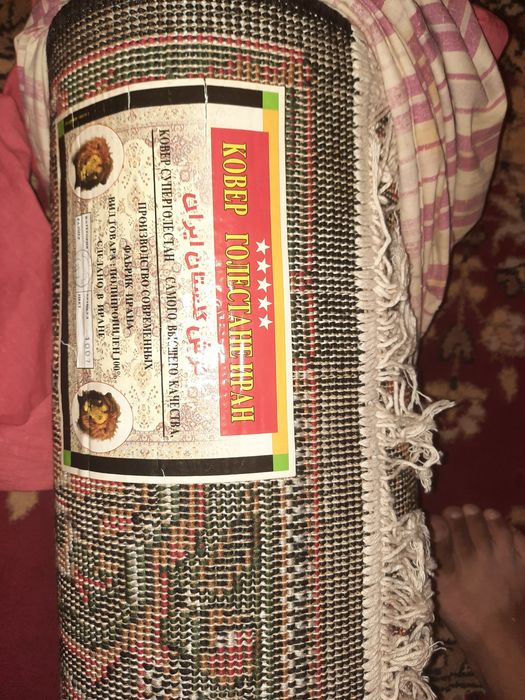 КОВЕР ГОЛЕСТАНЕ ИРАН
فرش گلستان ایران
КОВЕР СУПЕРГОЛЕСТАН САМОГО ВЫСШЕГО КАЧЕСТВА.
ПРОИЗВОДСТВО СОВРЕМЕННЫХ
ФАБРИК ИРАНА
ВИД ТОВАРА: ПОЛИПРОПИЛЕН 100%
СДЕЛАНО В ИРАНЕ